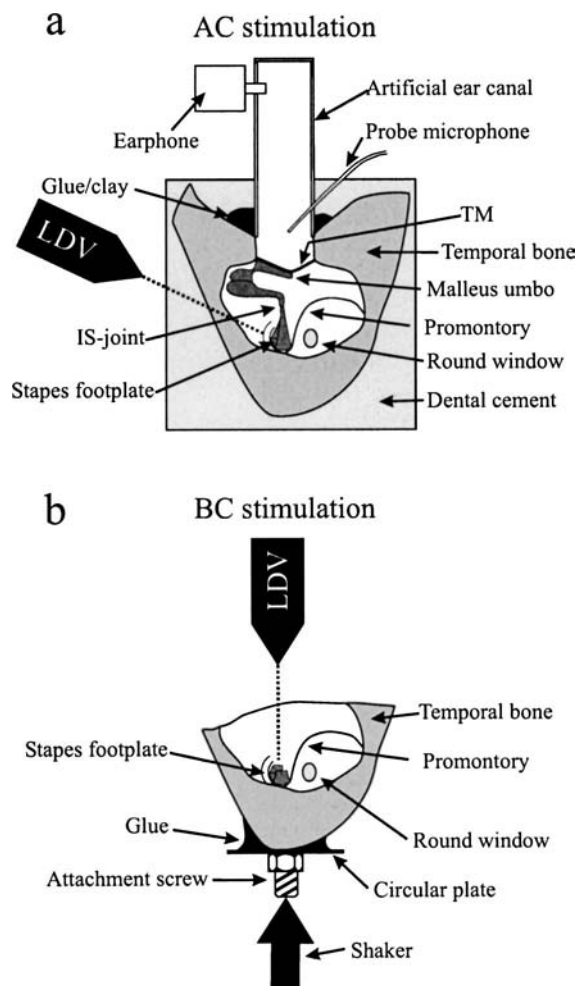 a
AC stimulation
Artificial ear canal
Earphone
Probe microphone
Glue/clay
LDV
TM
Temporal bone
Malleus umbo
IS-joint
Promontory
Stapes footplate
Round window
Dental cement
b
BC stimulation
LDV
Temporal bone
Stapes footplate
Promontory
Glue
Round window
Attachment screw
Circular plate
Shaker